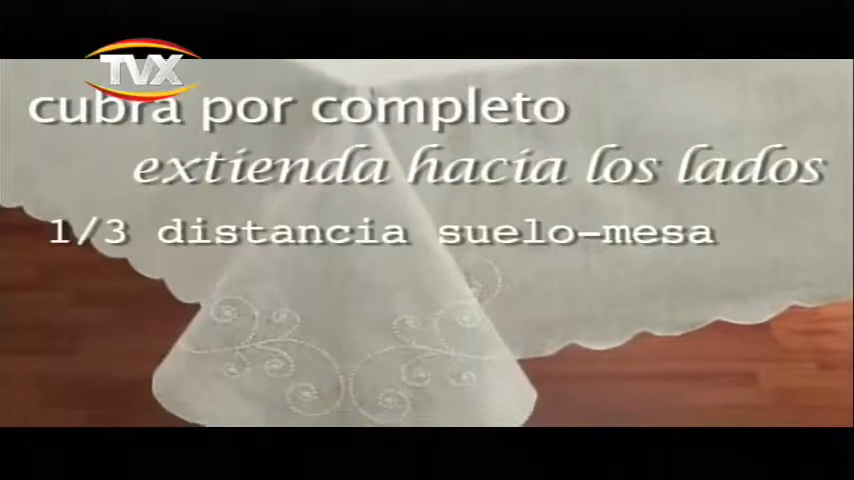 TVX
cubra por completo
extienda hacia los lados
1/3 distancia suelo-mesa